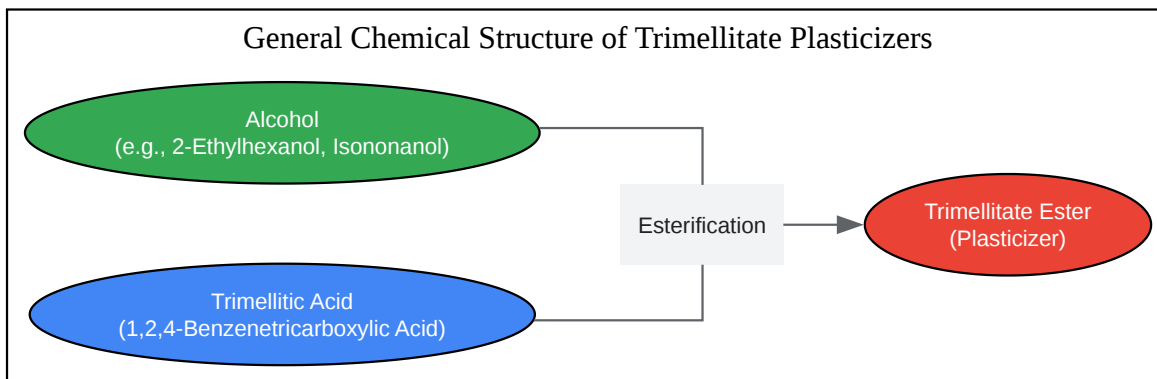 General Chemical Structure of Trimellitate Plasticizers
Alcohol
(e.g., 2-Ethylhexanol, Isononanol)
Esterification
Trimellitate Ester
(Plasticizer)
Trimellitic Acid
(1,2,4-Benzenetricarboxylic Acid)